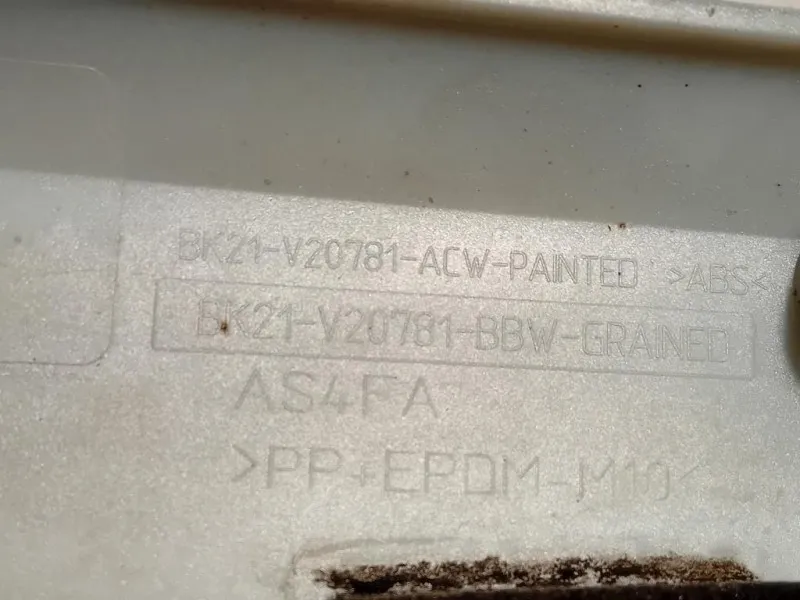 BK21-V20781-ACW-PAINTED >ABS<
BK21-V20781-BBW-GRAINED
AS4FA
>PP+EPDM-M10<